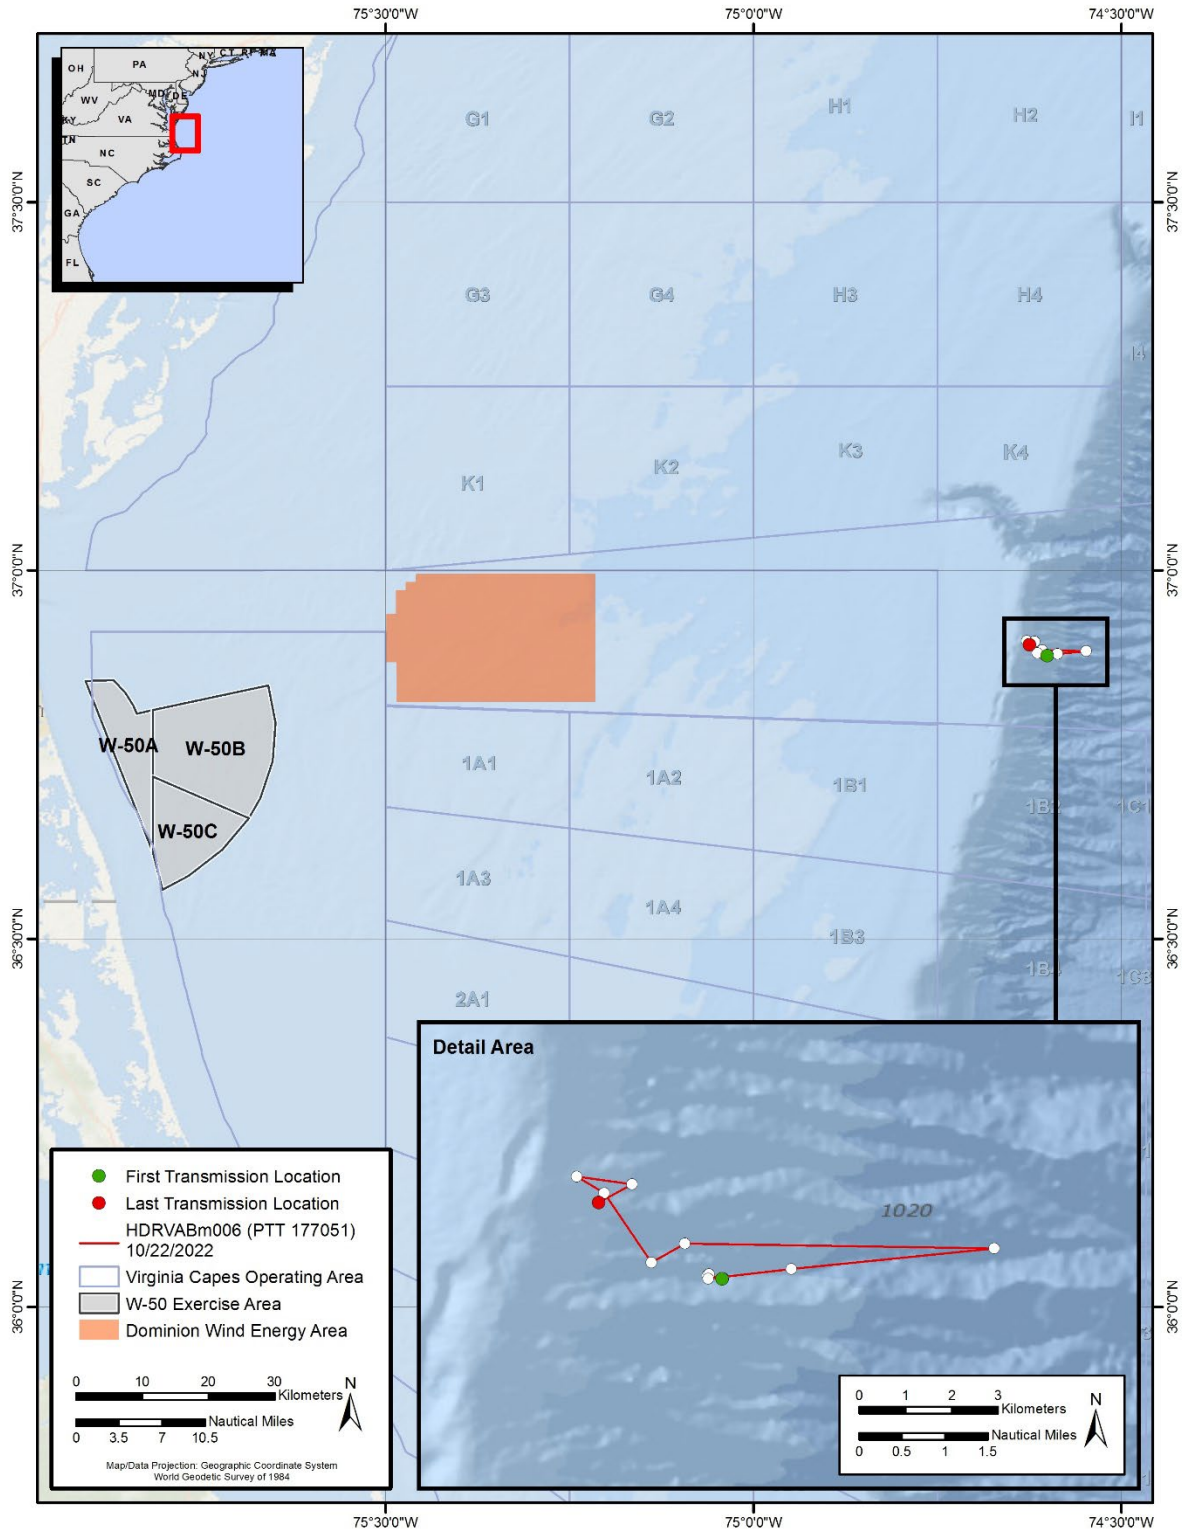 75°30'0"W
75°0'0"W
74°30'0"W
OH
PA
NY
CT
RI
MA
NJ
WV
MD
DE
KY
VA
TN
NC
SC
GA
FL
G1
G2
H1
H2
I1
37°30'0"N
37°30'0"N
G3
G4
H3
H4
I4
K1
K2
K3
K4
37°0'0"N
37°0'0"N
W-50A
W-50B
W-50C
1A1
1A2
1B1
1B2
1C1
1A3
1A4
1B3
1B4
1C3
36°30'0"N
36°30'0"N
2A1
Detail Area
1020
First Transmission Location
Last Transmission Location
HDRVABm006 (PTT 177051)
10/22/2022
Virginia Capes Operating Area
W-50 Exercise Area
Dominion Wind Energy Area
0 10 20 30
Kilometers
N
Nautical Miles
0 3.5 7 10.5
Map/Data Projection: Geographic Coordinate System
World Geodetic Survey of 1984
0 1 2 3
Kilometers
N
Nautical Miles
0 0.5 1 1.5
36°0'0"N
36°0'0"N
75°30'0"W
75°0'0"W
74°30'0"W